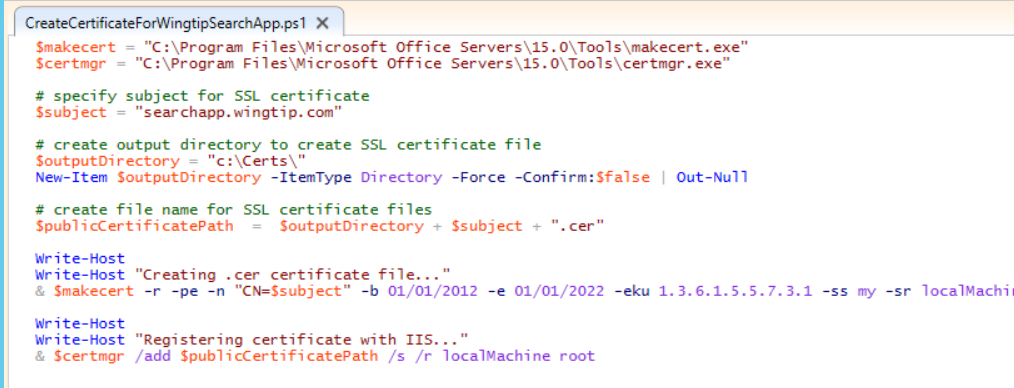 CreateCertificateForWingtipSearchApp.ps1 X
$makecert = "C:\Program Files\Microsoft Office Servers\15.0\Tools\makecert.exe"
$certmgr = "C:\Program Files\Microsoft Office Servers\15.0\Tools\certmgr.exe"
# specify subject for SSL certificate
$subject = "searchapp.wingtip.com"
# create output directory to create SSL certificate file
$outputDirectory = "c:\Certs\"
New-Item $outputDirectory -ItemType Directory -Force -Confirm:$false | Out-Null
# create file name for SSL certificate files
$publicCertificatePath  =  $outputDirectory + $subject + ".cer"
Write-Host
Write-Host "Creating .cer certificate file..."
& $makecert -r -pe -n "CN=$subject" -b 01/01/2012 -e 01/01/2022 -eku 1.3.6.1.5.5.7.3.1 -ss my -sr localMachi
Write-Host
Write-Host "Registering certificate with IIS..."
& $certmgr /add $publicCertificatePath /s /r localMachine root